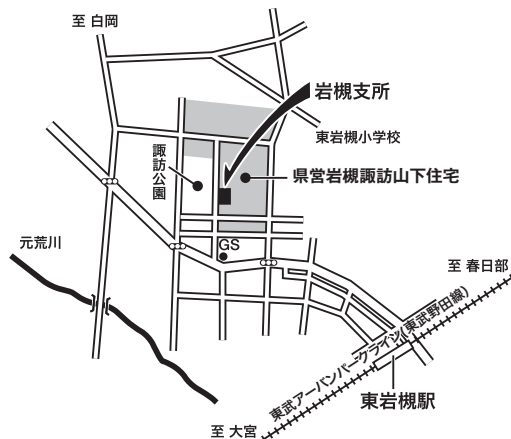 至 白岡
岩槻支所
東岩槻小学校
諏訪公園
県営岩槻諏訪山下住宅
元荒川
GS
至 春日部
東武アーバンパークライン(東武野田線)
東岩槻駅
至 大宮